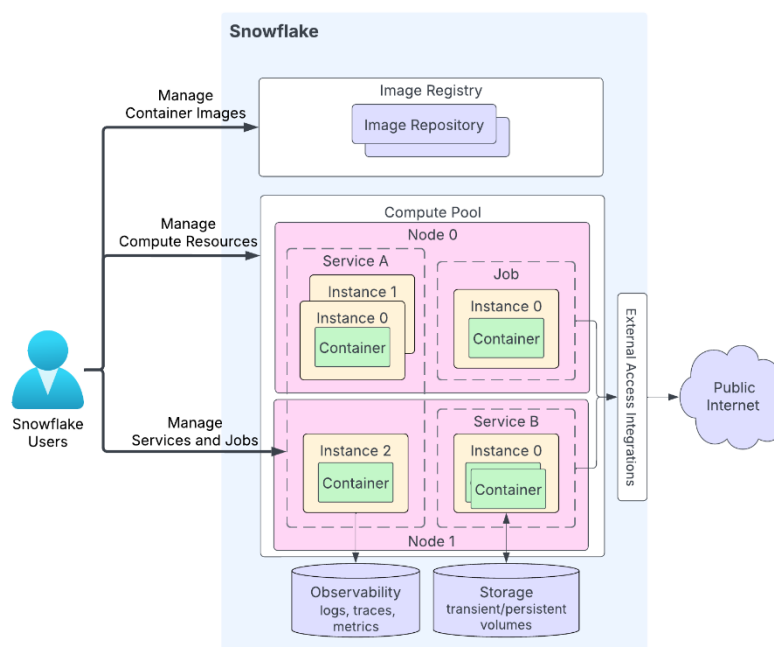 Snowflake
Manage
Container Images
Image Registry
Image Repository
Manage
Compute Resources
Compute Pool
Node 0
Service A
Instance 1
Instance 0
Container
Job
Instance 0
Container
External Access Integrations
Public
Internet
Snowflake
Users
Manage
Services and Jobs
Instance 2
Container
Service B
Instance 0
Container
Node 1
Observability
logs, traces,
metrics
Storage
transient/persistent
volumes